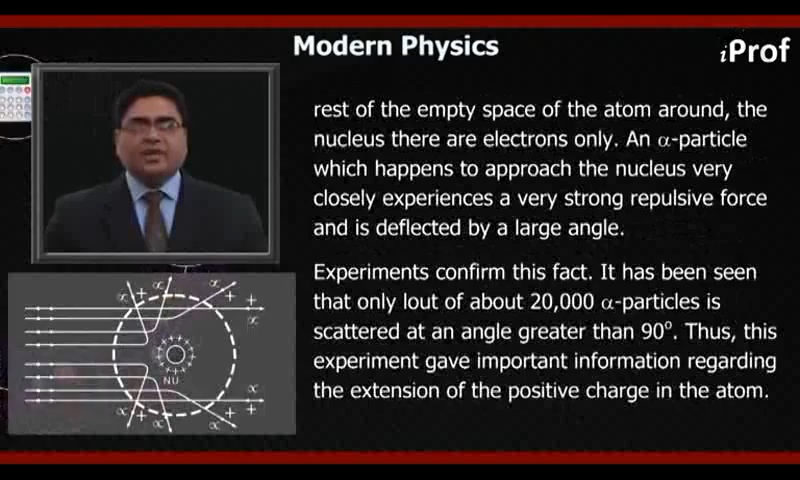 Modern Physics
iProf
rest of the empty space of the atom around, the
nucleus there are electrons only. An α-particle
which happens to approach the nucleus very
closely experiences a very strong repulsive force
and is deflected by a large angle.
Experiments confirm this fact. It has been seen
that only lout of about 20,000 α-particles is
scattered at an angle greater than 90°. Thus, this
experiment gave important information regarding
the extension of the positive charge in the atom.
α + α α +
+ +
α
NU
α
+ +
α + α α +